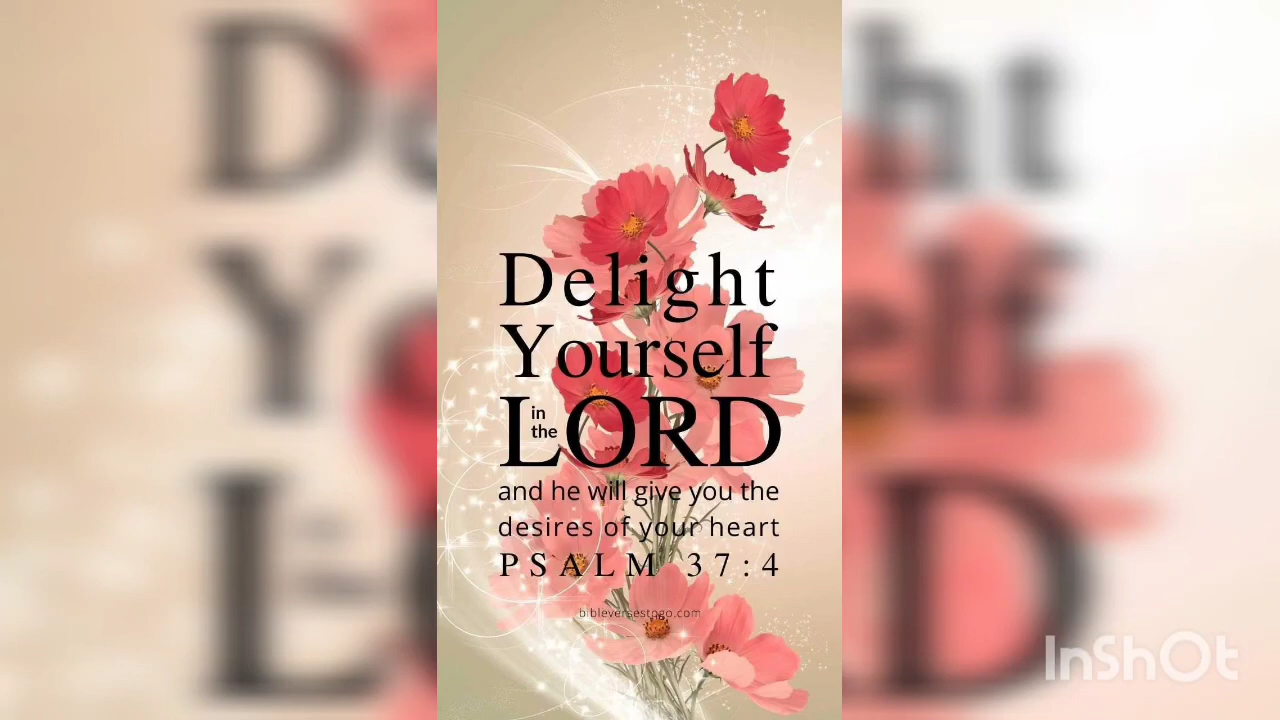 Delight
Yourself
in the LORD
and he will give you the
desires of your heart
PSALM 37:4
bibleversestogo.com
InShOt